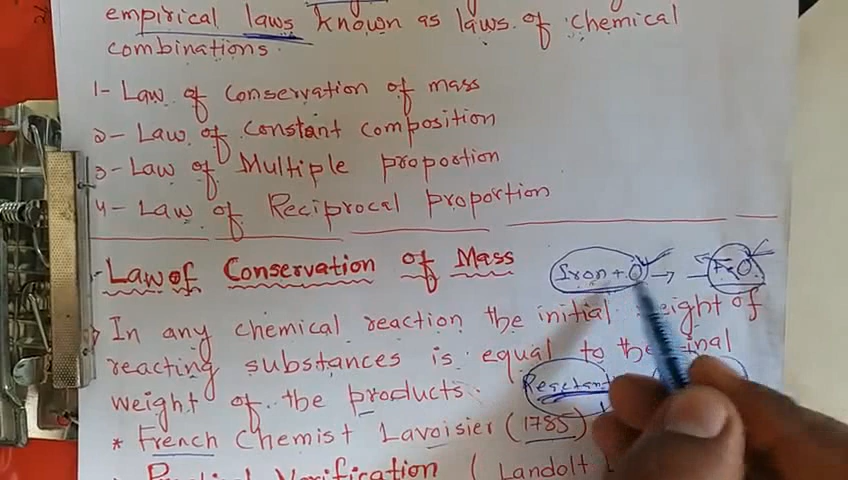 empirical laws known as laws of chemical
combinations.
1- Law of Conservation of mass
2- Law of Constant composition
3- Law of Multiple proportion
4- Law of Reciprocal proportion
Law of Conservation of Mass Iron + O →
In any chemical reaction the initial weight of
reacting substances is equal to the final
weight of the products. Reactant
* French Chemist Lavoisier (1785)
Verification ( Landolt